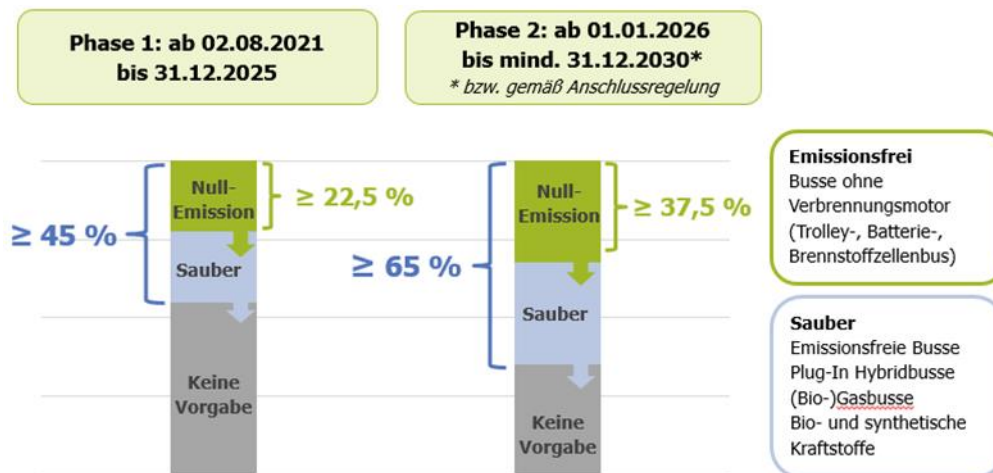 Phase 1: ab 02.08.2021
bis 31.12.2025
Phase 2: ab 01.01.2026
bis mind. 31.12.2030*
* bzw. gemäß Anschlussregelung
≥ 45 %
Null-
Emission
≥ 22,5 %
Sauber
Keine
Vorgabe
≥ 65 %
Null-
Emission
≥ 37,5 %
Sauber
Keine
Vorgabe
Emissionsfrei
Busse ohne
Verbrennungsmotor
(Trolley-, Batterie-,
Brennstoffzellenbus)
Sauber
Emissionsfreie Busse
Plug-In Hybridbusse
(Bio-)Gasbusse
Bio- und synthetische
Kraftstoffe